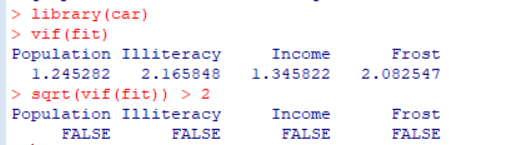 > library(car)
> vif(fit)
Population Illiteracy     Income      Frost
  1.245282   2.165848   1.345822   2.082547
> sqrt(vif(fit)) > 2
Population Illiteracy     Income      Frost
     FALSE      FALSE      FALSE      FALSE